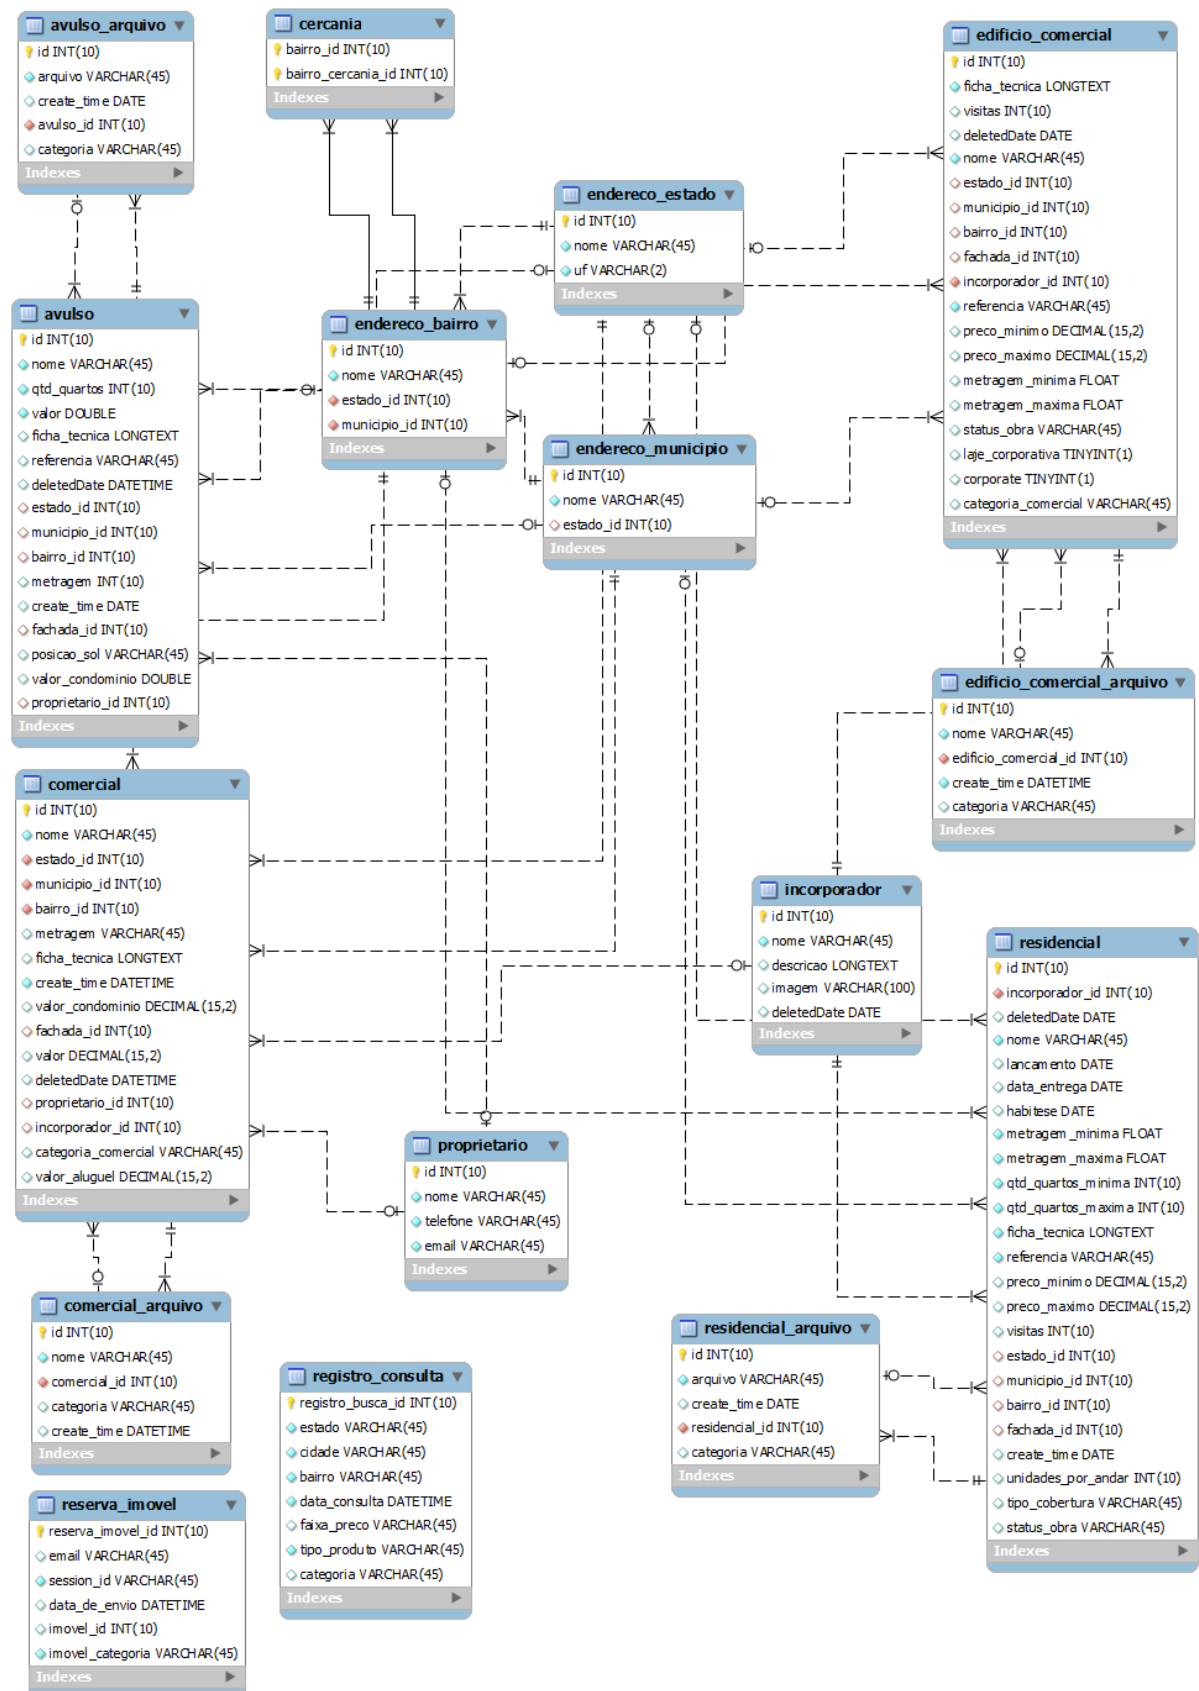 avulso_arquivo
id INT(10)
arquivo VARCHAR(45)
create_time DATE
avulso_id INT(10)
categoria VARCHAR(45)
Indexes
cercania
bairro_id INT(10)
bairro_cercania_id INT(10)
Indexes
edificio_comercial
id INT(10)
ficha_tecnica LONGTEXT
visitas INT(10)
deletedDate DATE
nome VARCHAR(45)
estado_id INT(10)
municipio_id INT(10)
bairro_id INT(10)
fachada_id INT(10)
incorporador_id INT(10)
referencia VARCHAR(45)
preco_minimo DECIMAL(15,2)
preco_maximo DECIMAL(15,2)
metragem_minima FLOAT
metragem_maxima FLOAT
status_obra VARCHAR(45)
laje_corporativa TINYINT(1)
corporate TINYINT(1)
categoria_comercial VARCHAR(45)
Indexes
endereco_estado
id INT(10)
nome VARCHAR(45)
uf VARCHAR(2)
Indexes
avulso
id INT(10)
nome VARCHAR(45)
qtd_quartos INT(10)
valor DOUBLE
ficha_tecnica LONGTEXT
referencia VARCHAR(45)
deletedDate DATETIME
estado_id INT(10)
municipio_id INT(10)
bairro_id INT(10)
metragem INT(10)
create_time DATE
fachada_id INT(10)
posicao_sol VARCHAR(45)
valor_condominio DOUBLE
proprietario_id INT(10)
Indexes
endereco_bairro
id INT(10)
nome VARCHAR(45)
estado_id INT(10)
municipio_id INT(10)
Indexes
endereco_municipio
id INT(10)
nome VARCHAR(45)
estado_id INT(10)
Indexes
edificio_comercial_arquivo
id INT(10)
nome VARCHAR(45)
edificio_comercial_id INT(10)
create_time DATETIME
categoria VARCHAR(45)
Indexes
comercial
id INT(10)
nome VARCHAR(45)
estado_id INT(10)
municipio_id INT(10)
bairro_id INT(10)
metragem VARCHAR(45)
ficha_tecnica LONGTEXT
create_time DATETIME
valor_condominio DECIMAL(15,2)
fachada_id INT(10)
valor DECIMAL(15,2)
deletedDate DATETIME
proprietario_id INT(10)
incorporador_id INT(10)
categoria_comercial VARCHAR(45)
valor_aluguel DECIMAL(15,2)
Indexes
incorporador
id INT(10)
nome VARCHAR(45)
descricao LONGTEXT
imagem VARCHAR(100)
deletedDate DATE
Indexes
residencial
id INT(10)
incorporador_id INT(10)
deletedDate DATE
nome VARCHAR(45)
lancamento DATE
data_entrega DATE
habitese DATE
metragem_minima FLOAT
metragem_maxima FLOAT
qtd_quartos_minima INT(10)
qtd_quartos_maxima INT(10)
ficha_tecnica LONGTEXT
referencia VARCHAR(45)
preco_minimo DECIMAL(15,2)
preco_maximo DECIMAL(15,2)
visitas INT(10)
estado_id INT(10)
municipio_id INT(10)
bairro_id INT(10)
fachada_id INT(10)
create_time DATE
unidades_por_andar INT(10)
tipo_cobertura VARCHAR(45)
status_obra VARCHAR(45)
Indexes
proprietario
id INT(10)
nome VARCHAR(45)
telefone VARCHAR(45)
email VARCHAR(45)
Indexes
comercial_arquivo
id INT(10)
nome VARCHAR(45)
comercial_id INT(10)
categoria VARCHAR(45)
create_time DATETIME
Indexes
residencial_arquivo
id INT(10)
arquivo VARCHAR(45)
create_time DATE
residencial_id INT(10)
categoria VARCHAR(45)
Indexes
registro_consulta
registro_busca_id INT(10)
estado VARCHAR(45)
cidade VARCHAR(45)
bairro VARCHAR(45)
data_consulta DATETIME
faixa_preco VARCHAR(45)
tipo_produto VARCHAR(45)
categoria VARCHAR(45)
Indexes
reserva_imovel
reserva_imovel_id INT(10)
email VARCHAR(45)
session_id VARCHAR(45)
data_de_envio DATETIME
imovel_id INT(10)
imovel_categoria VARCHAR(45)
Indexes